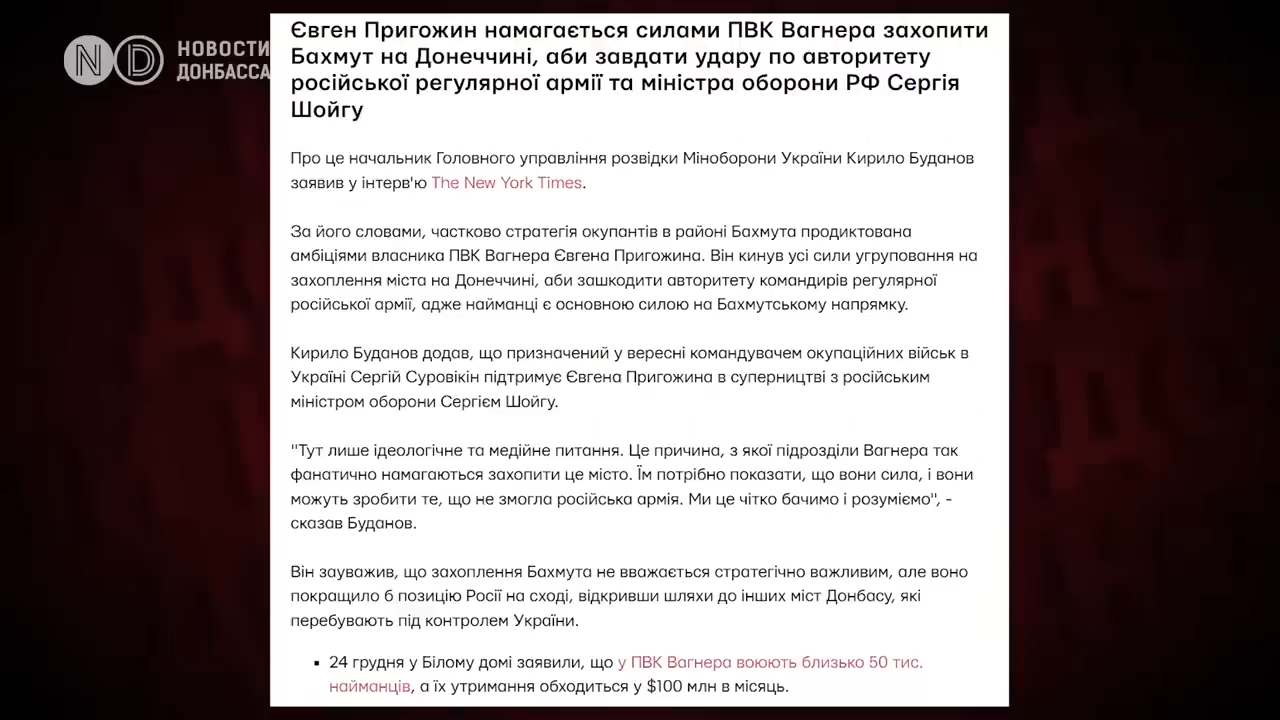 ND НОВОСТИ
ДОНБАССА
Євген Пригожин намагається силами ПВК Вагнера захопити
Бахмут на Донеччині, аби завдати удару по авторитету
російської регулярної армії та міністра оборони РФ Сергія
Шойгу
Про це начальник Головного управління розвідки Міноборони України Кирило Буданов
заявив у інтерв'ю The New York Times.
За його словами, частково стратегія окупантів в районі Бахмута продиктована
амбіціями власника ПВК Вагнера Євгена Пригожина. Він кинув усі сили угруповання на
захоплення міста на Донеччині, аби зашкодити авторитету командирів регулярної
російської армії, адже найманці є основною силою на Бахмутському напрямку.
Кирило Буданов додав, що призначений у вересні командувачем окупаційних військ в
Україні Сергій Суровікін підтримує Євгена Пригожина в суперництві з російським
міністром оборони Сергієм Шойгу.
"Тут лише ідеологічне та медійне питання. Це причина, з якої підрозділи Вагнера так
фанатично намагаються захопити це місто. Їм потрібно показати, що вони сила, і вони
можуть зробити те, що не змогла російська армія. Ми це чітко бачимо і розуміємо", -
сказав Буданов.
Він зауважив, що захоплення Бахмута не вважається стратегічно важливим, але воно
покращило б позицію Росії на сході, відкривши шляхи до інших міст Донбасу, які
перебувають під контролем України.
▪ 24 грудня у Білому домі заявили, що у ПВК Вагнера воюють близько 50 тис.
найманців, а їх утримання обходиться у $100 млн в місяць.